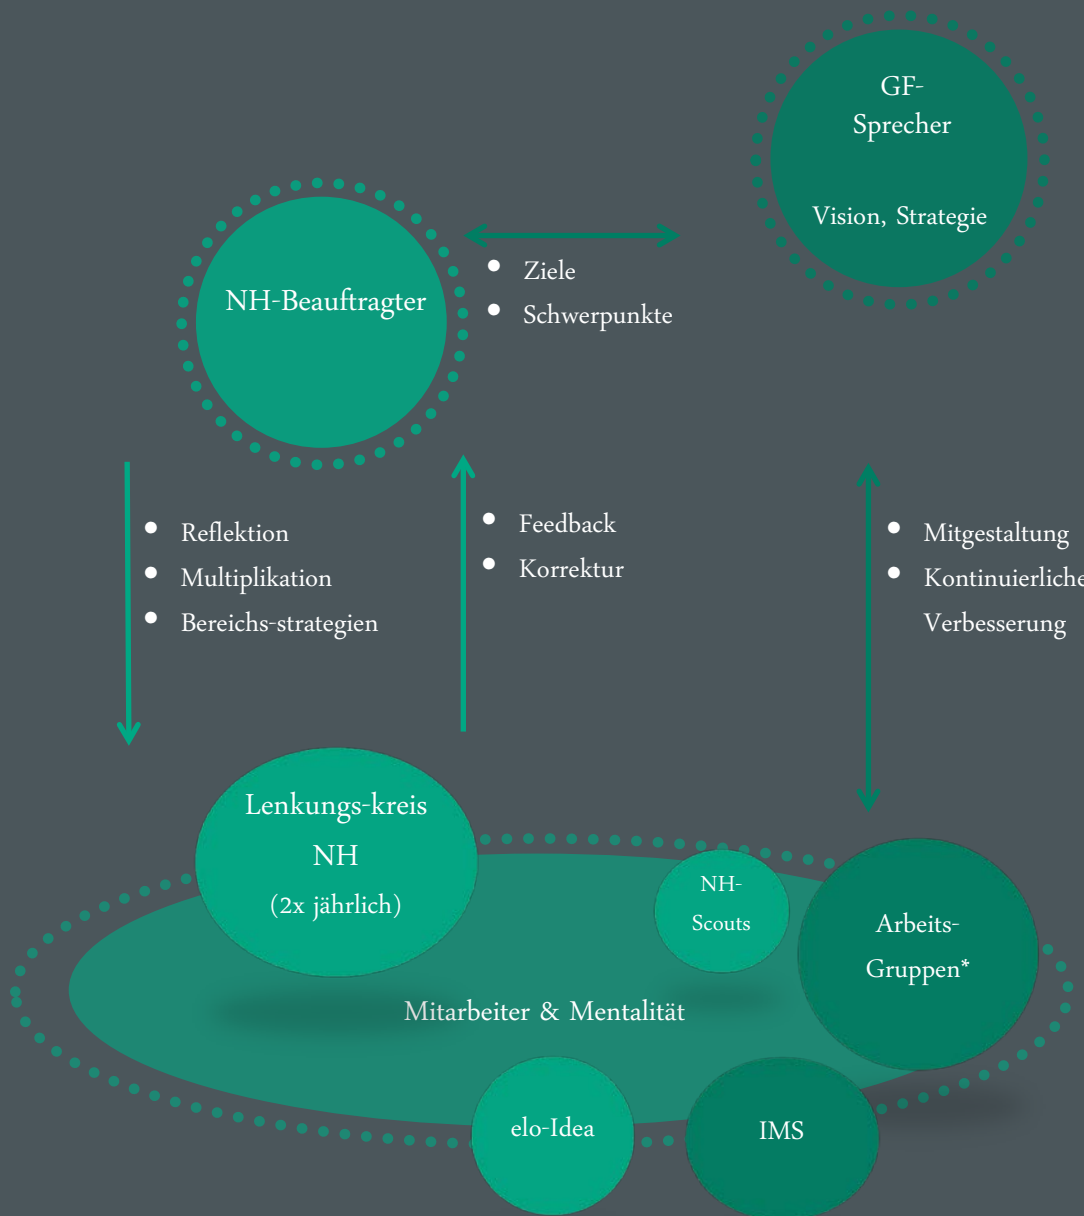 GF-
Sprecher
Vision, Strategie
NH-Beauftragter
• Ziele
• Schwerpunkte
• Reflektion
• Multiplikation
• Bereichs-strategien
• Feedback
• Korrektur
• Mitgestaltung
• Kontinuierliche
Verbesserung
Lenkungs-kreis
NH
(2x jährlich)
NH-
Scouts
Arbeits-
Gruppen*
Mitarbeiter & Mentalität
elo-Idea
IMS